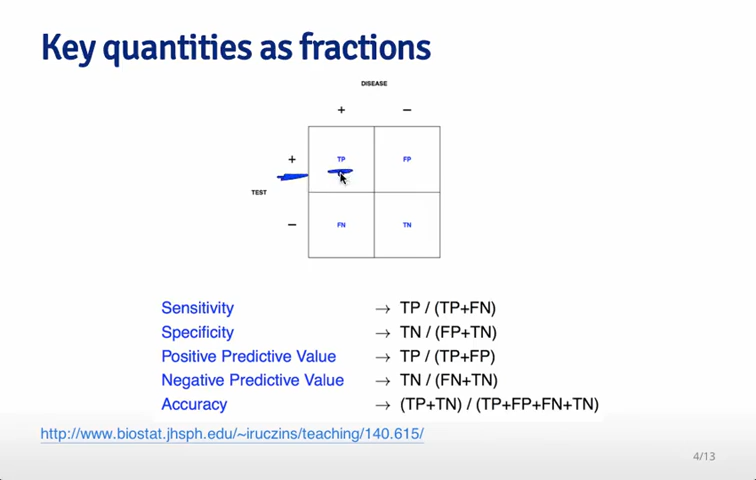 Key quantities as fractions
DISEASE
+ −
+ TP FP
TEST
− FN TN
Sensitivity → TP / (TP+FN)
Specificity → TN / (FP+TN)
Positive Predictive Value → TP / (TP+FP)
Negative Predictive Value → TN / (FN+TN)
Accuracy → (TP+TN) / (TP+FP+FN+TN)
http://www.biostat.jhsph.edu/~iruczins/teaching/140.615/
4/13